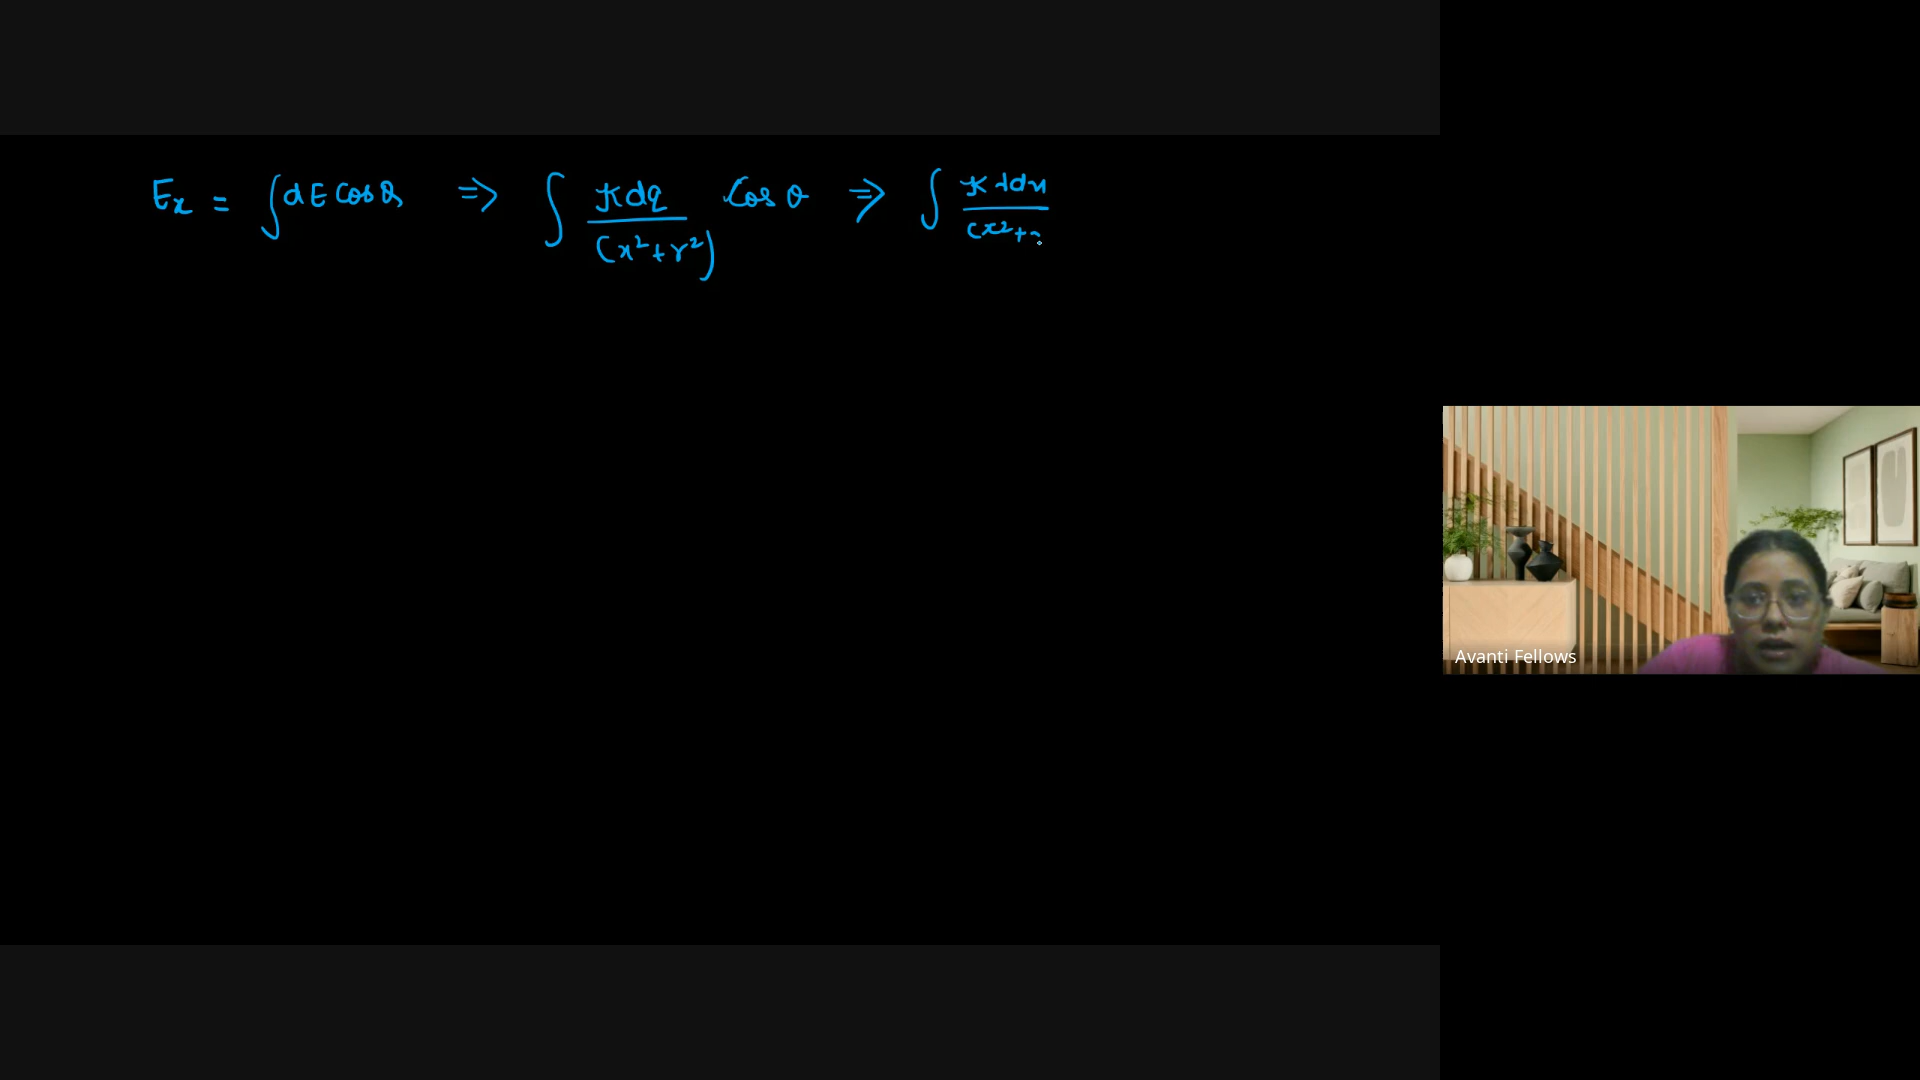 Ex = ∫dE cosθ ⇒ ∫ Kdq/(x²+r²) Cosθ ⇒ ∫ Kλdx/(x²+
Avanti Fellows